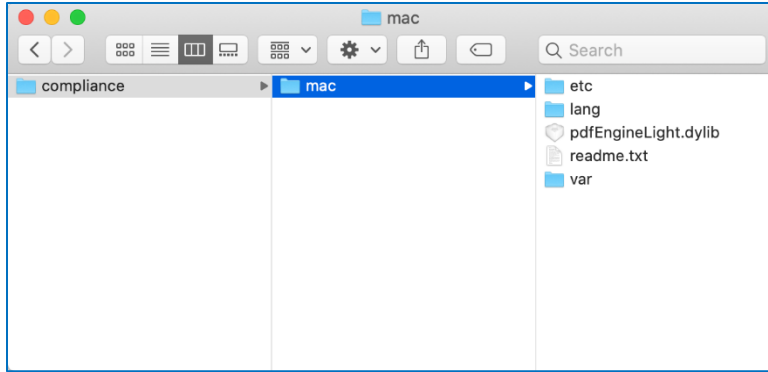 mac
Search
compliance
mac
etc
lang
pdfEngineLight.dylib
readme.txt
var